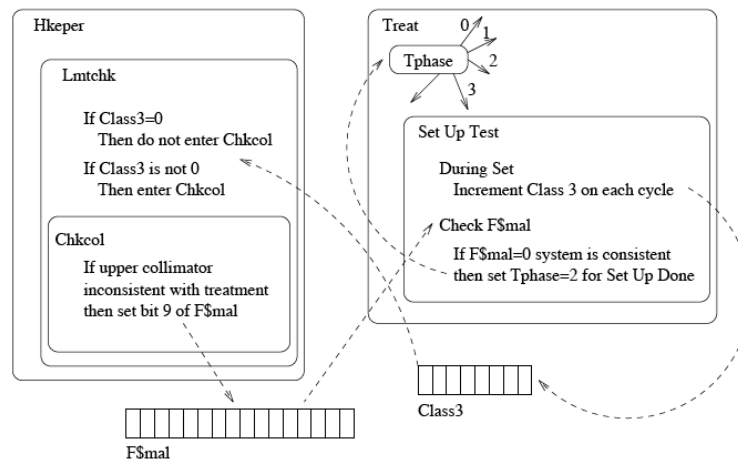 Hkeper
Lmtchk
If Class3=0
Then do not enter Chkcol
If Class3 is not 0
Then enter Chkcol
Chkcol
If upper collimator
inconsistent with treatment
then set bit 9 of F$mal
F$mal
Treat
Tphase
0
1
2
3
Set Up Test
During Set
Increment Class 3 on each cycle
Check F$mal
If F$mal=0 system is consistent
then set Tphase=2 for Set Up Done
Class3